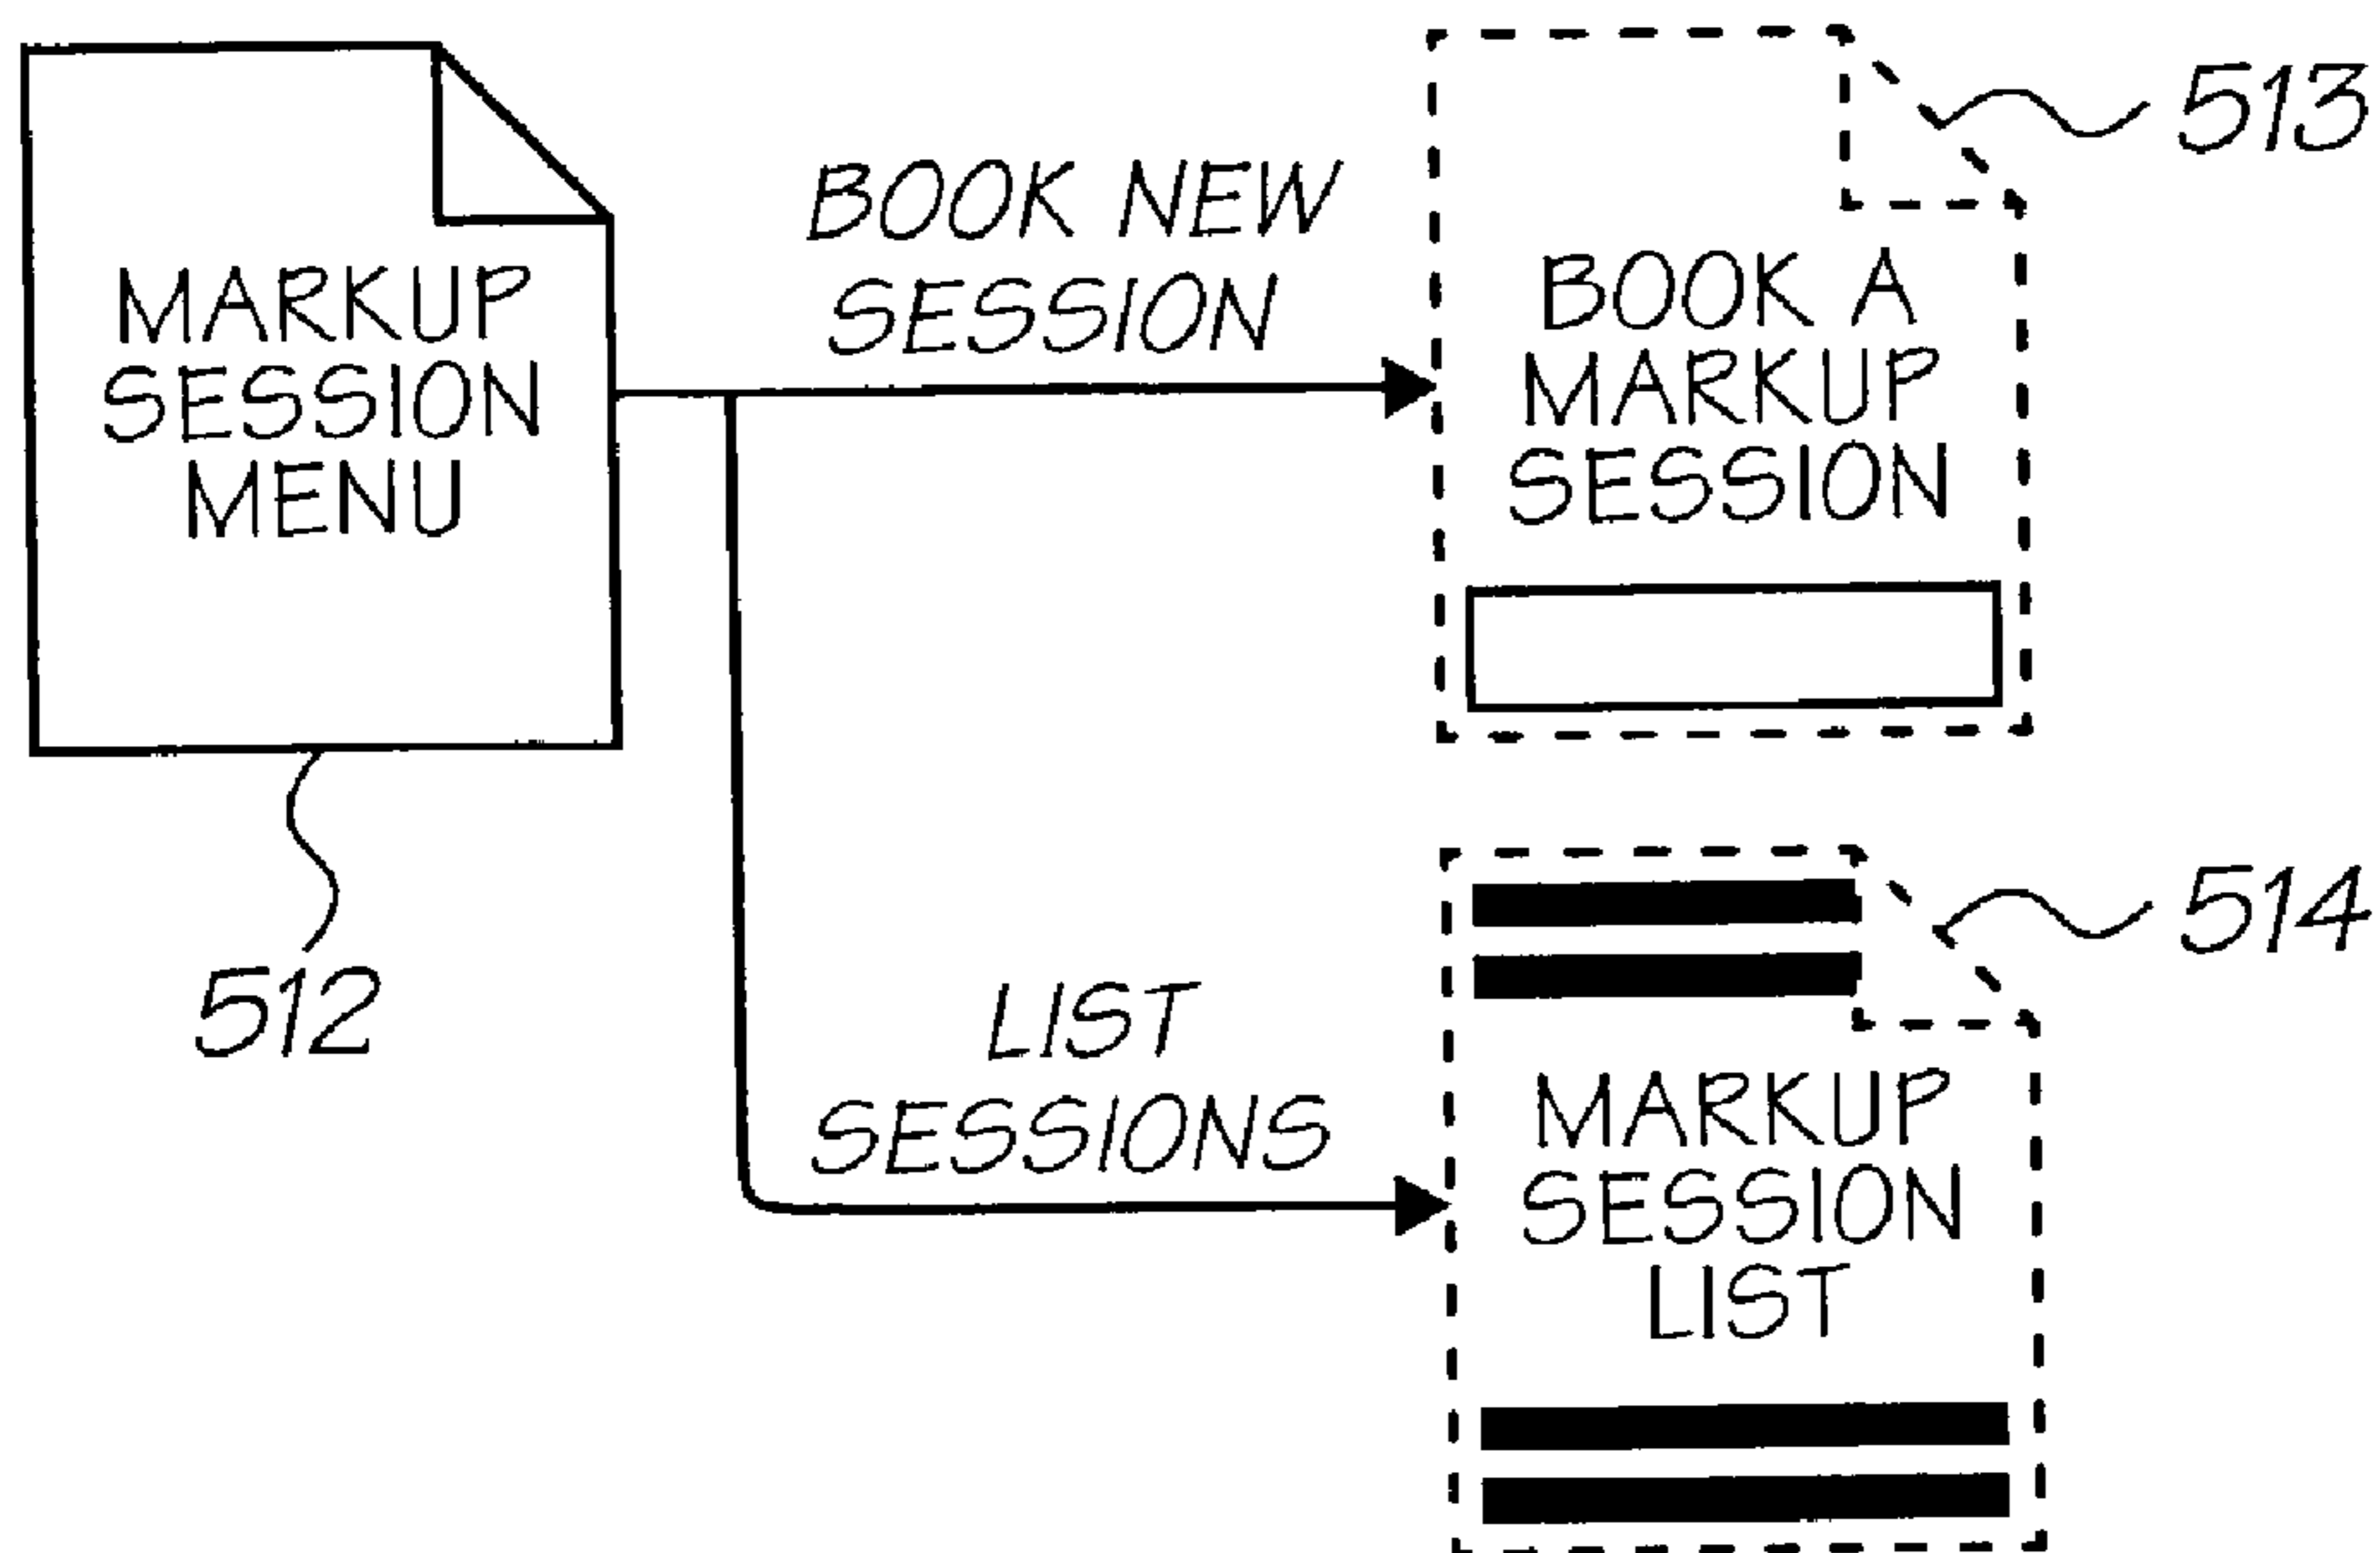 MARKUP
SESSION
MENU
512
BOOK NEW
SESSION
BOOK A
MARKUP
SESSION
513
LIST
SESSIONS
MARKUP
SESSION
LIST
514